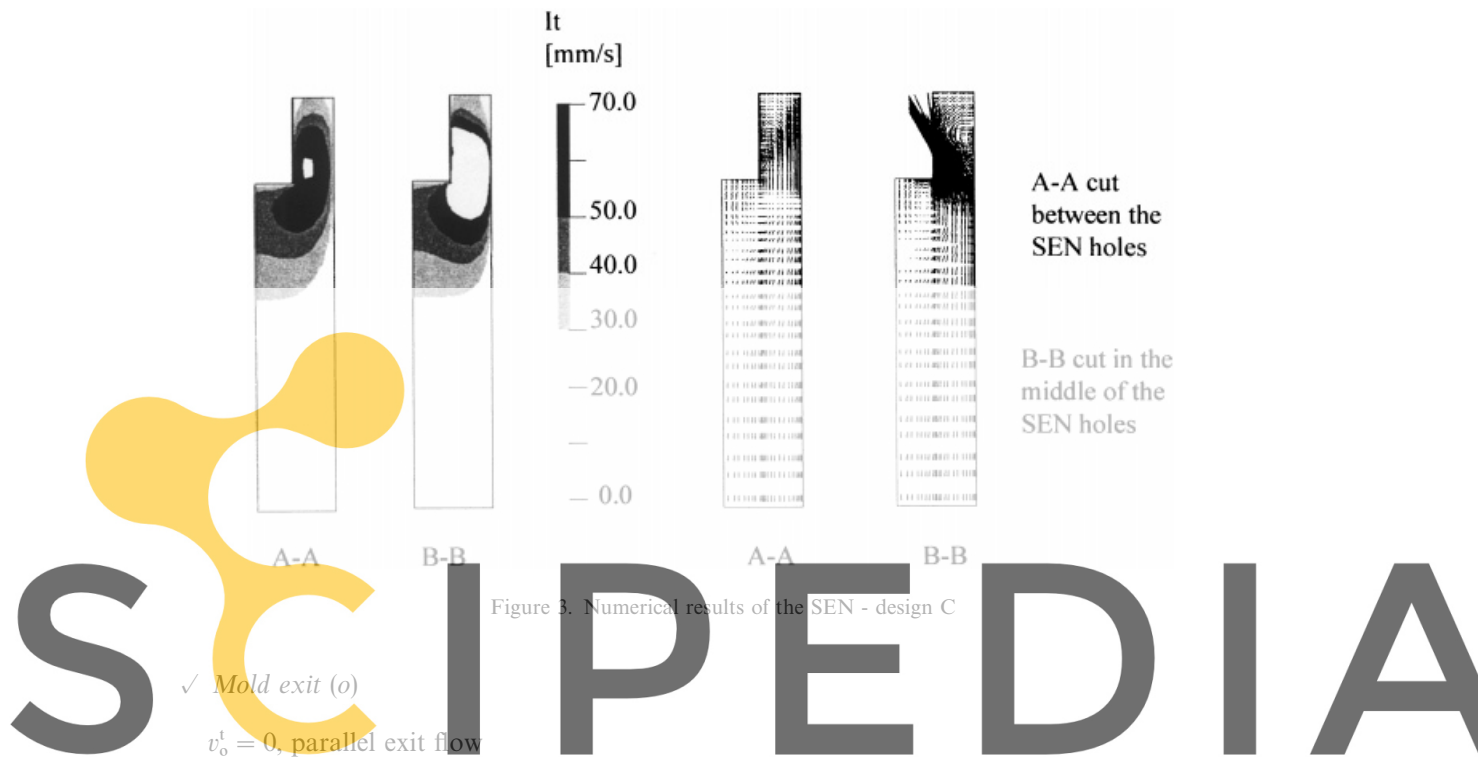 It
[mm/s]
70.0
50.0
40.0
30.0
20.0
0.0
A-A cut
between the
SEN holes
B-B cut in the
middle of the
SEN holes
A-A
B-B
A-A
B-B
Figure 3. Numerical results of the SEN - design C
SCIPEDIA
✓ Mold exit (o)
v_o^t = 0, parallel exit flow